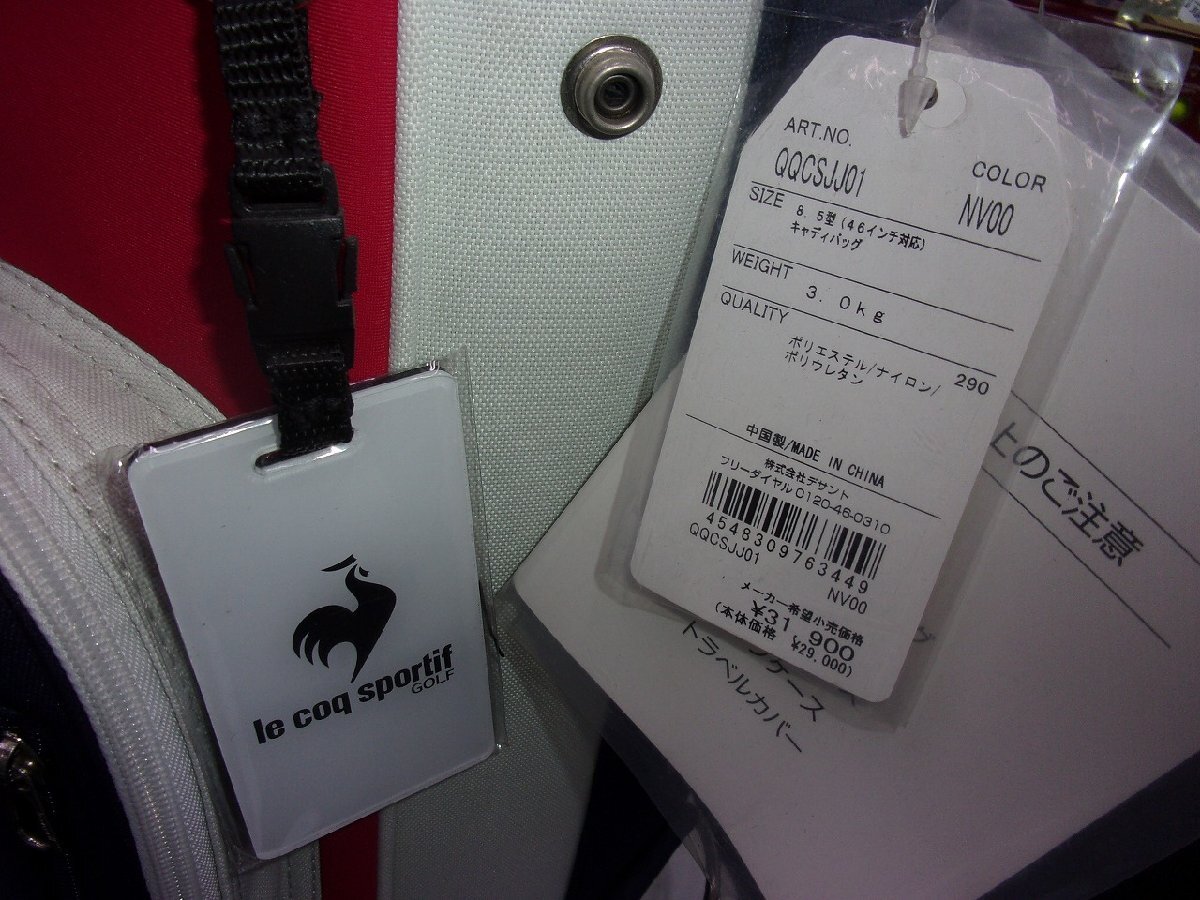 le coq sportif
GOLF
ART.NO.
COLOR
QQCSJJ01
NV00
SIZE
8.5型(46インチ対応)
キャディバッグ
WEIGHT
3.0kg
QUALITY
290
ポリエステル/ナイロン/
ポリウレタン
中国製/MADE IN CHINA
株式会社デサント
フリーダイヤル 0120-46-0310
4548309763449
QQCSJJ01
NV00
メーカー希望小売価格
¥31,900
(本体価格 ¥29,000)
上のご注意
ケース
トラベルカバー